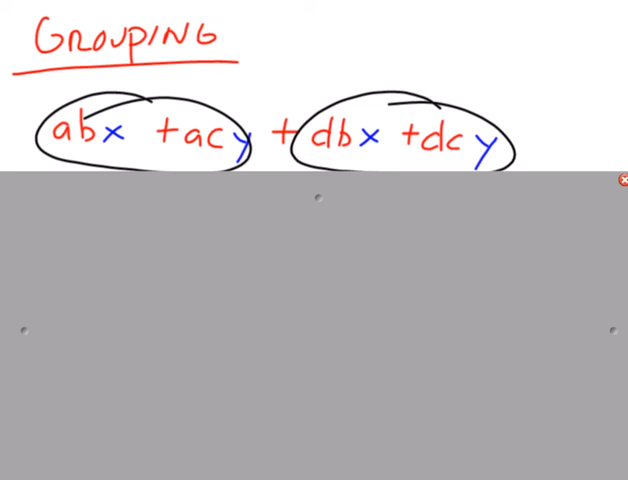 GROUPING
abx + acy + dbx + dcy